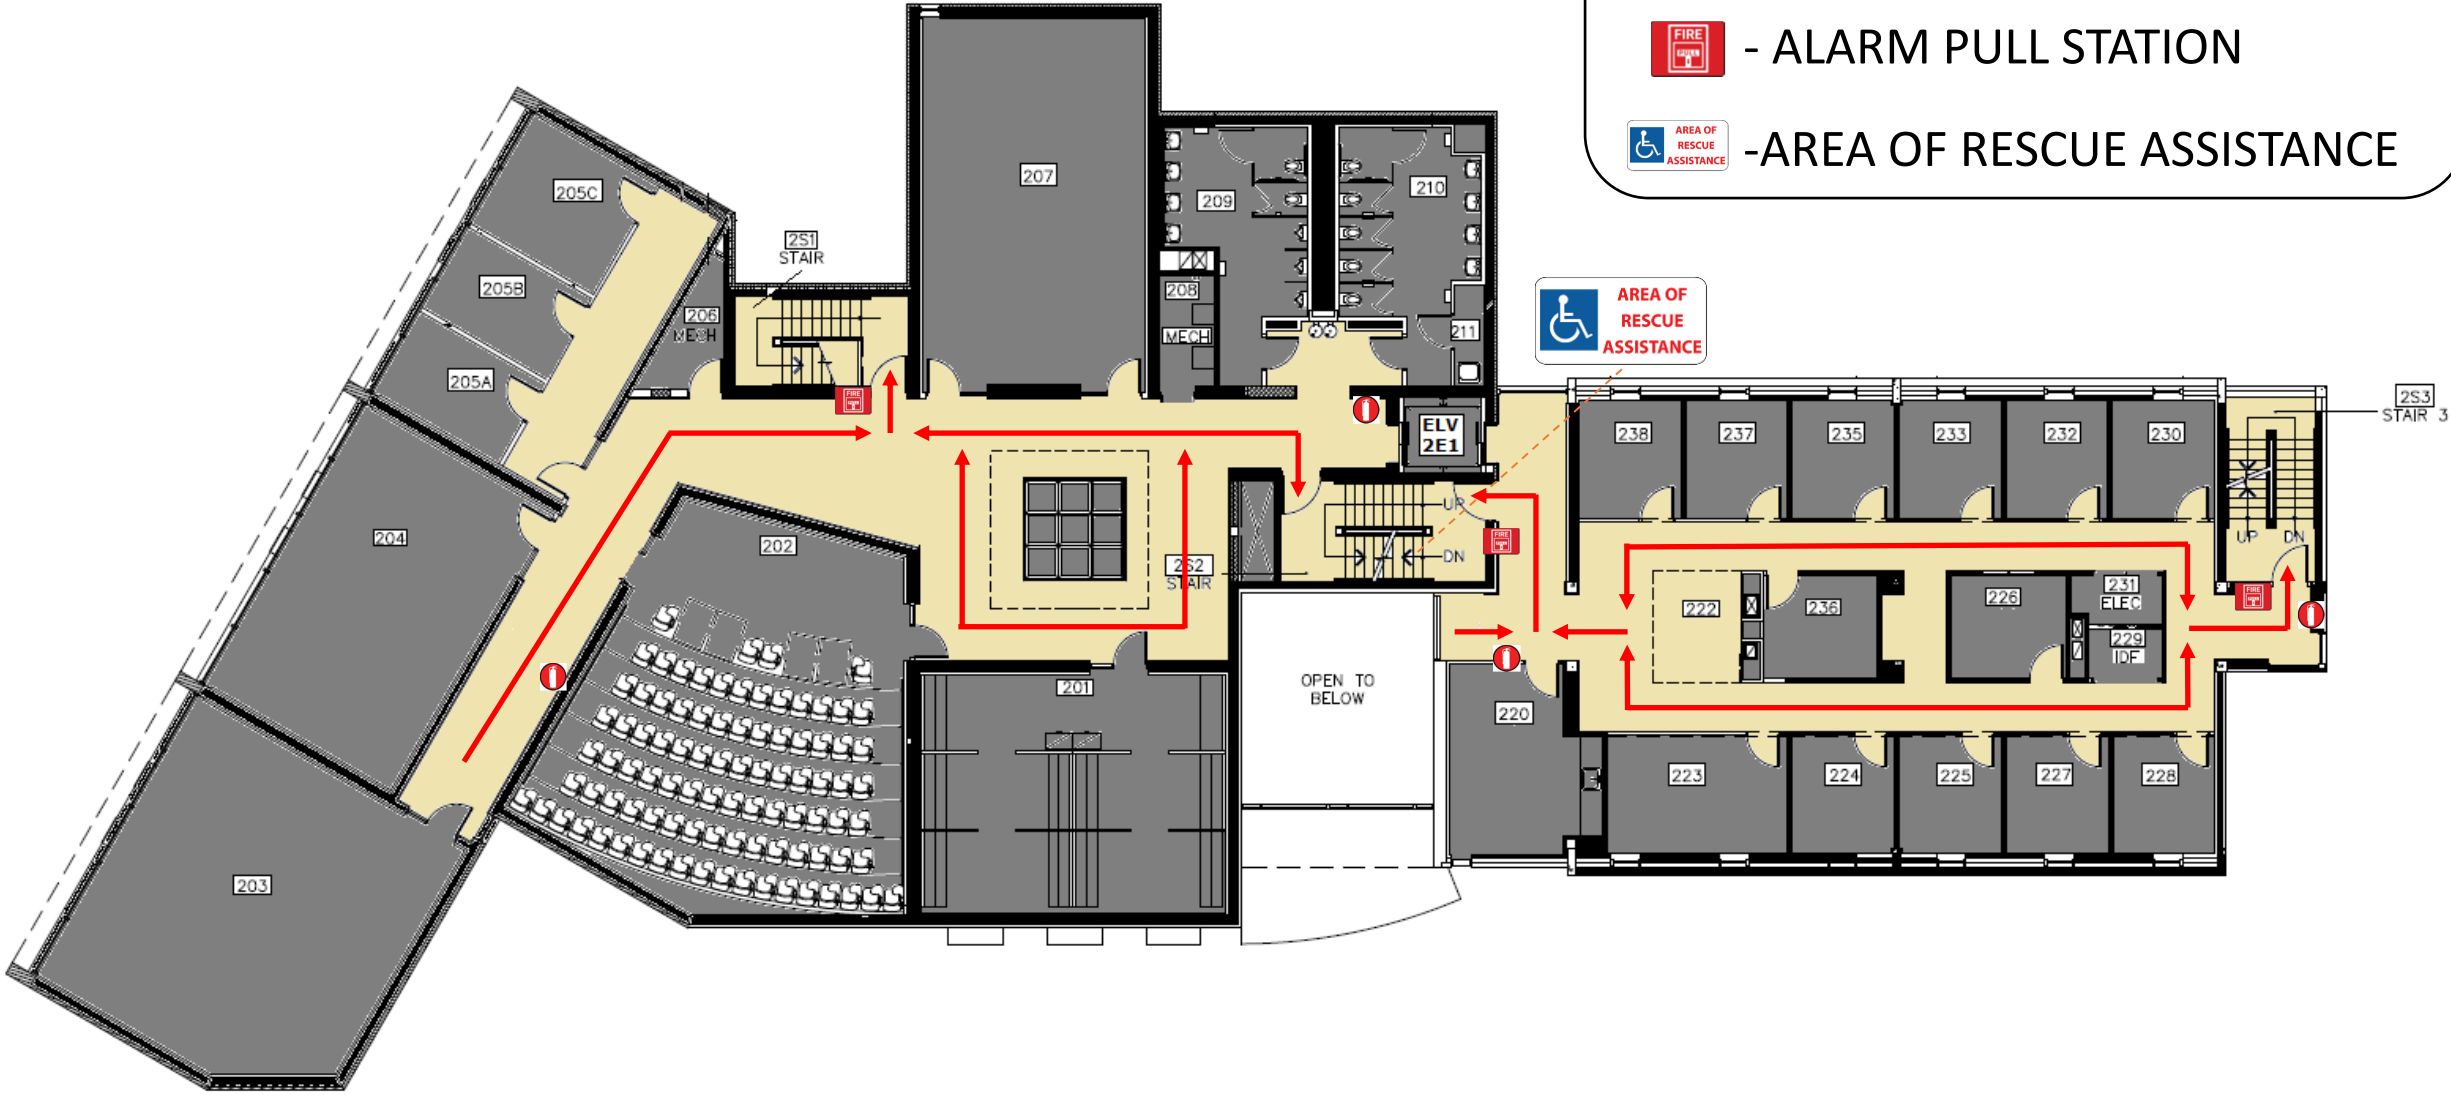 FIRE
PULL
- ALARM PULL STATION
AREA OF
RESCUE
ASSISTANCE
-AREA OF RESCUE ASSISTANCE
207
205C
209
210
2S1
STAIR
205B
206
MECH
208
MECH
211
AREA OF
RESCUE
ASSISTANCE
205A
FIRE
ELV
2E1
238
237
235
233
232
230
2S3
STAIR 3
204
202
UP
DN
FIRE
2S2
STAIR
UP
DN
222
236
226
231
ELEC
229
IDF
FIRE
201
OPEN TO
BELOW
220
223
224
225
227
228
203